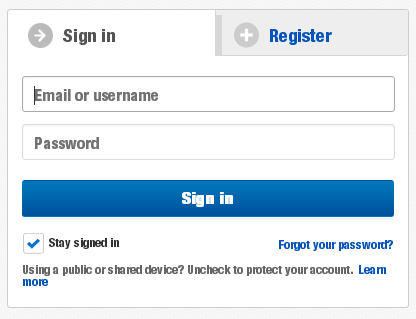 Sign in
Register
Email or username
Password
Sign in
Stay signed in
Forgot your password?
Using a public or shared device? Uncheck to protect your account. Learn
more